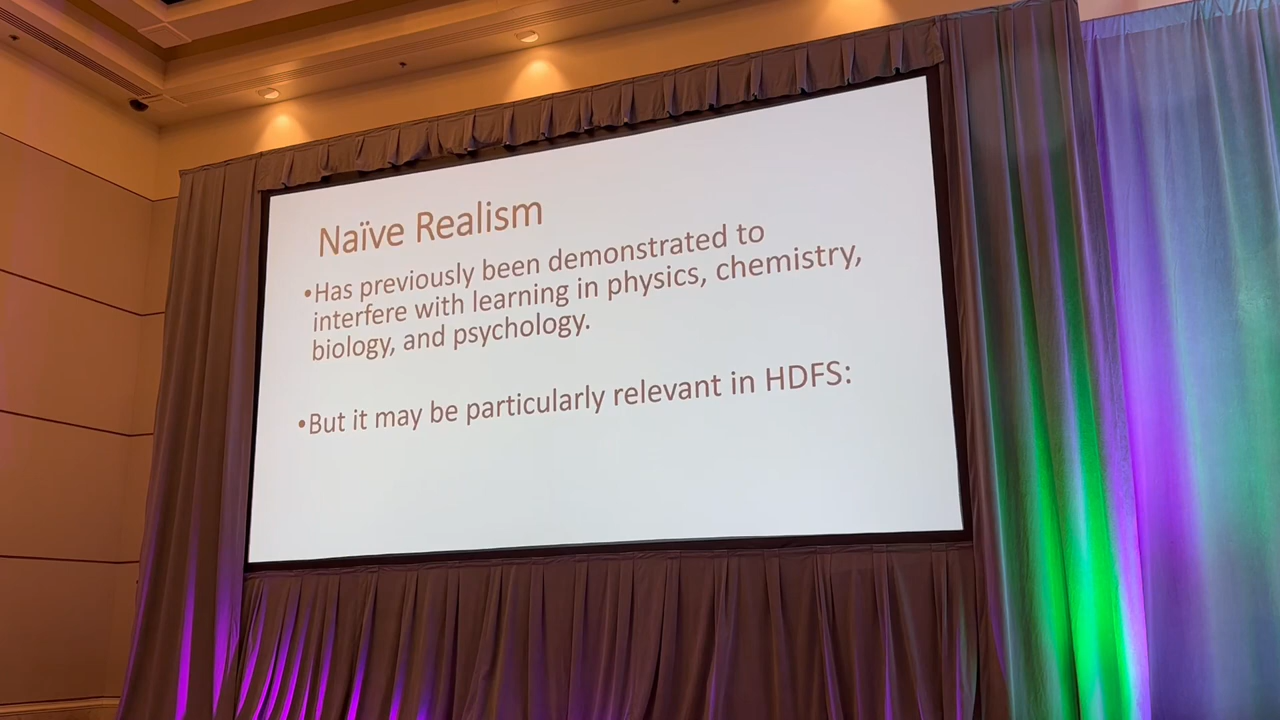 Naïve Realism
•Has previously been demonstrated to
interfere with learning in physics, chemistry,
biology, and psychology.
•But it may be particularly relevant in HDFS: